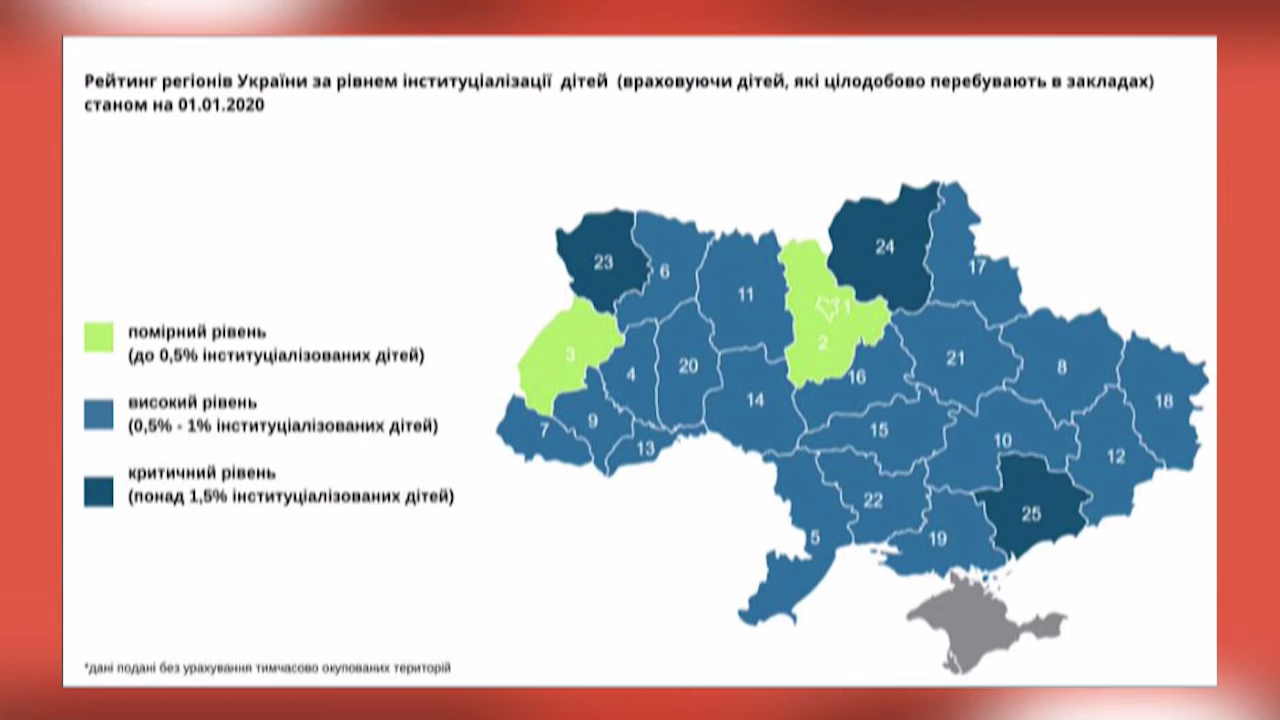 Рейтинг регіонів України за рівнем інституціалізації дітей (враховуючи дітей, які цілодобово перебувають в закладах)
станом на 01.01.2020
помірний рівень
(до 0,5% інституціалізованих дітей)
високий рівень
(0,5% - 1% інституціалізованих дітей)
критичний рівень
(понад 1,5% інституціалізованих дітей)
24
23
6
17
11
1
2
3
21
8
20
4
16
14
18
9
7
15
13
10
12
22
25
5
19
*дані подані без урахування тимчасово окупованих територій